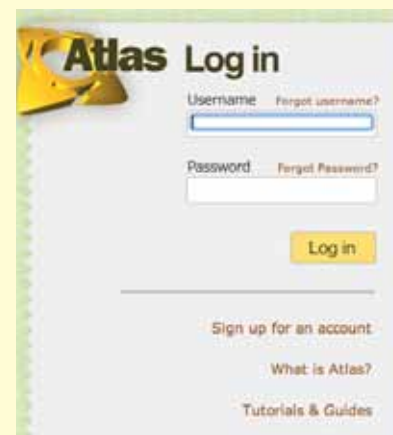 Atlas Log in
Username Forgot username?
Password Forgot Password?
Log in
Sign up for an account
What is Atlas?
Tutorials & Guides